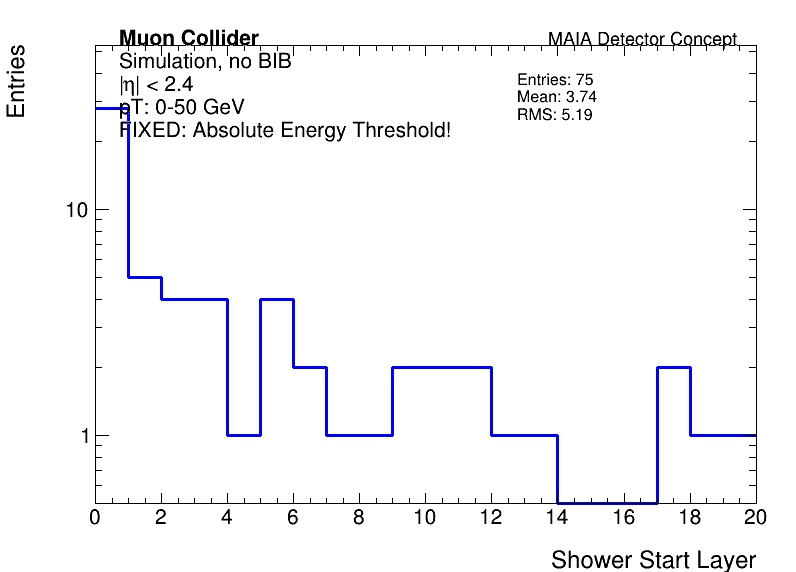 Muon Collider
MAIA Detector Concept
Simulation, no BIB
|η| < 2.4
pT: 0-50 GeV
FIXED: Absolute Energy Threshold!
Entries: 75
Mean: 3.74
RMS: 5.19
Entries
10
1
0 2 4 6 8 10 12 14 16 18 20
Shower Start Layer